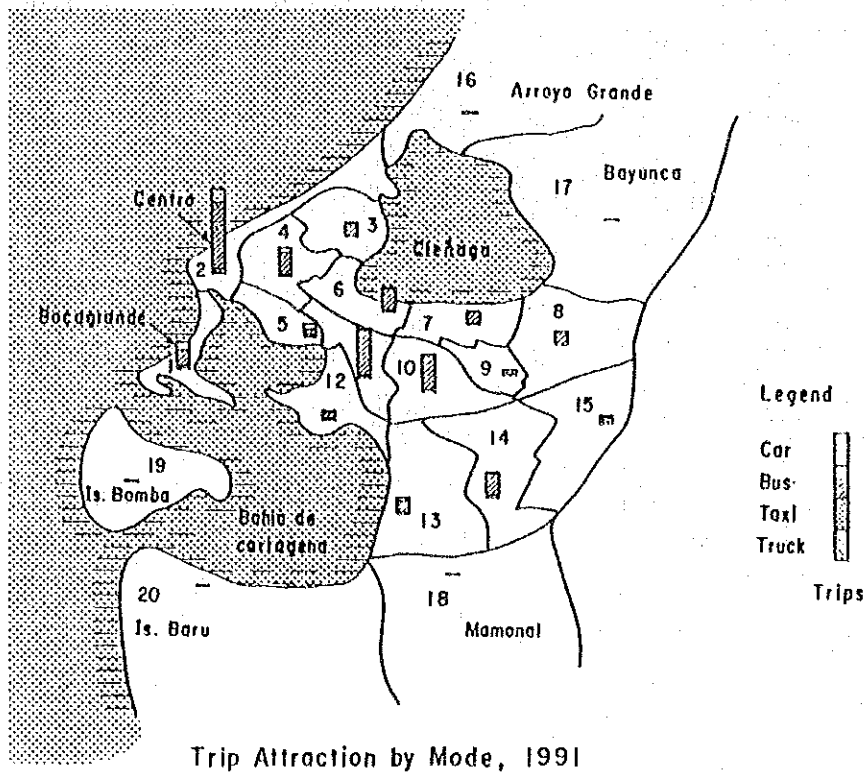 16
Arroyo Grande
17
Bayunca
Centro
4
3
Cieñaga
2
6
Bocagrande
5
7
8
1
10
9
12
15
14
19
Is. Bomba
Bahia de
cartagena
13
20
Is. Baru
18
Mamonal
Legend
Car
Bus
Taxi
Truck
Trips
Trip Attraction by Mode, 1991